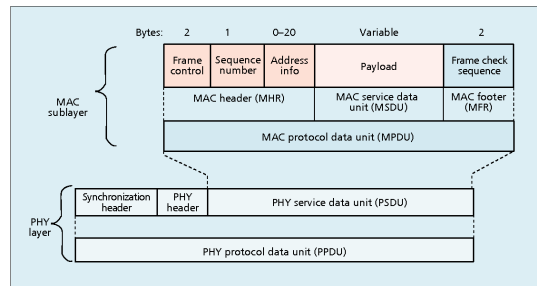 Bytes: 2 1 0–20 Variable 2
Frame control
Sequence number
Address info
Payload
Frame check sequence
MAC sublayer
MAC header (MHR)
MAC service data unit (MSDU)
MAC footer (MFR)
MAC protocol data unit (MPDU)
Synchronization header
PHY header
PHY service data unit (PSDU)
PHY layer
PHY protocol data unit (PPDU)